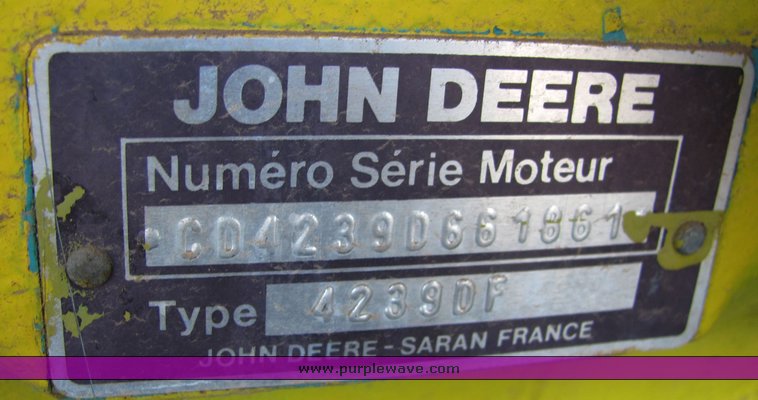 JOHN DEERE
Numéro Série Moteur
*CD4239D661861*
Type 4239DF
JOHN DEERE - SARAN FRANCE
www.purplewave.com